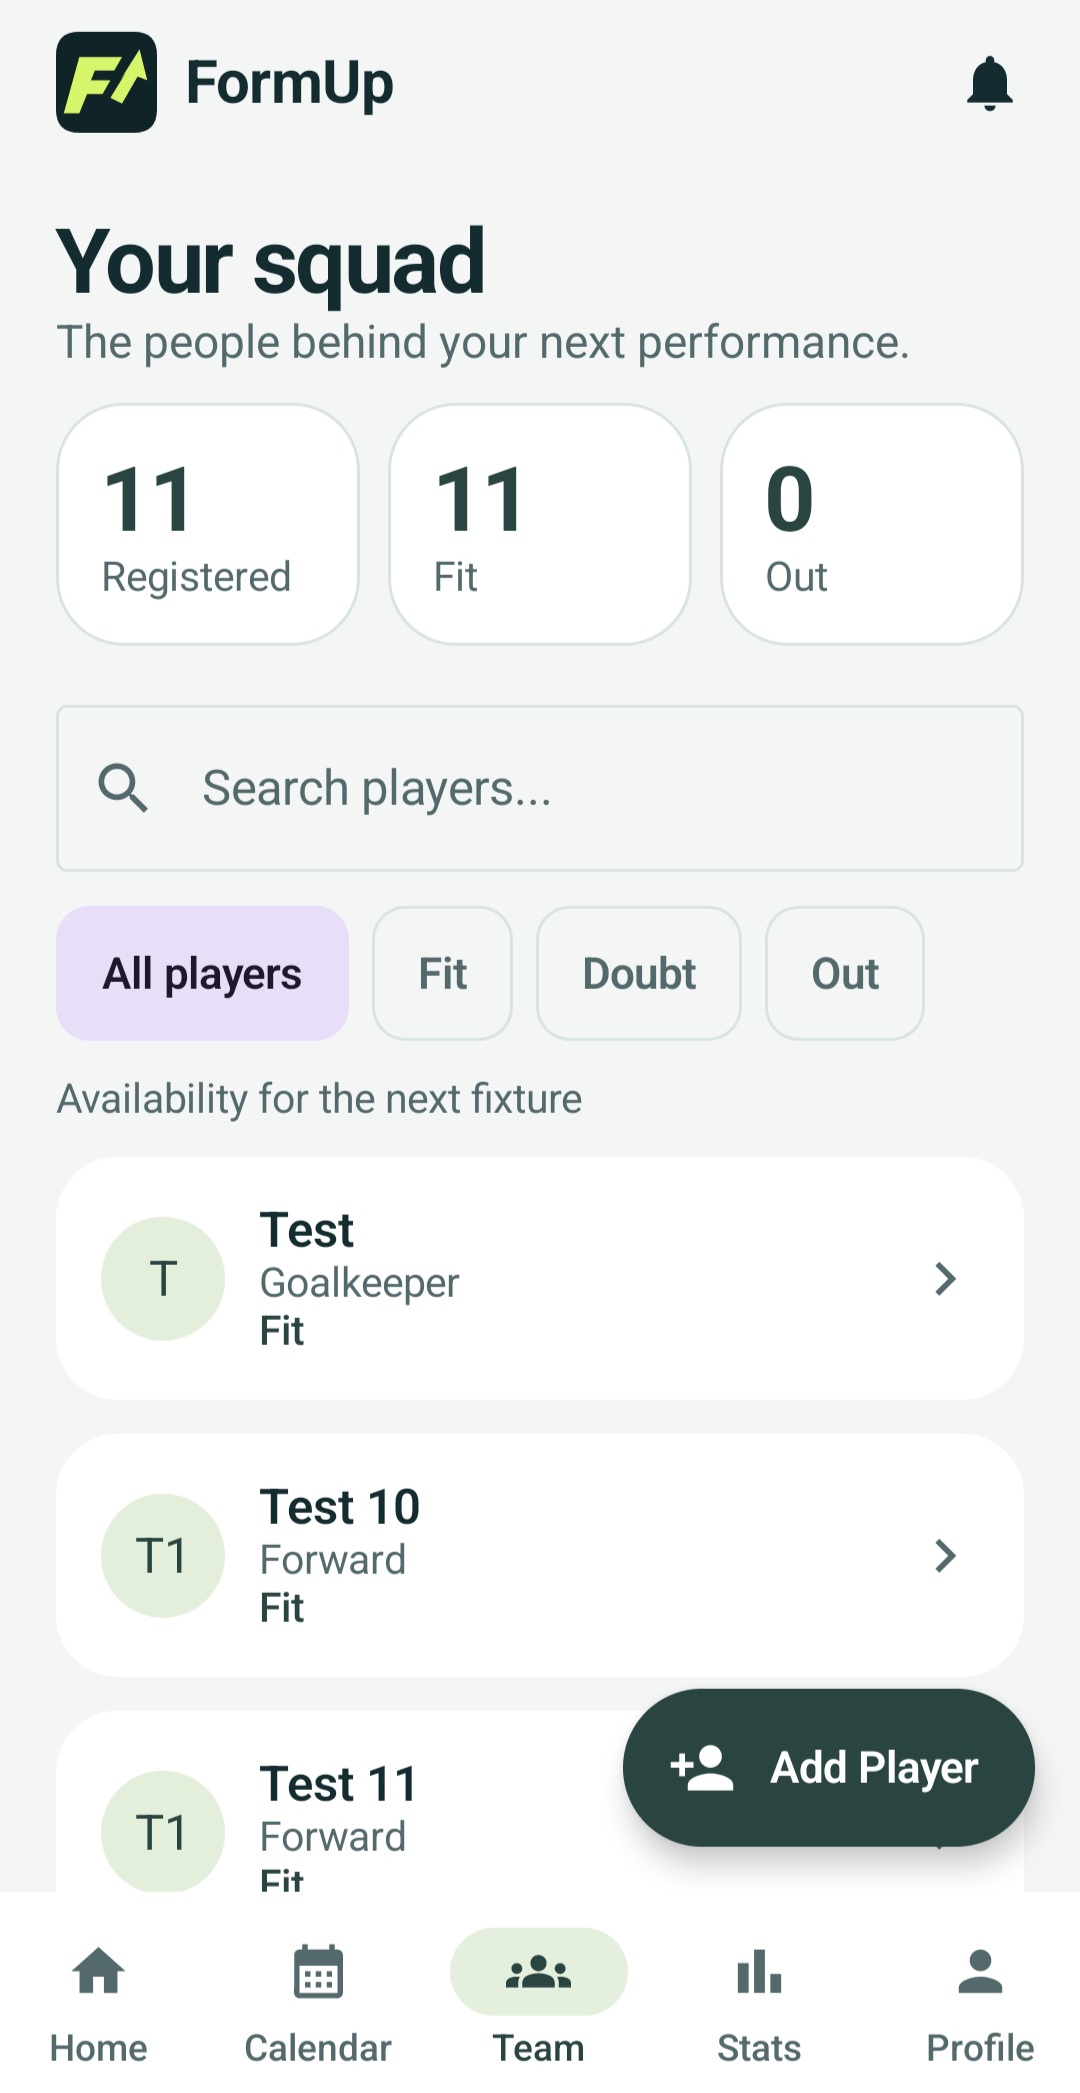 FormUp
Your squad
The people behind your next performance.
11
Registered
11
Fit
0
Out
Search players...
All players
Fit
Doubt
Out
Availability for the next fixture
T
Test
Goalkeeper
Fit
T1
Test 10
Forward
Fit
T1
Test 11
Forward
Fit
Add Player
Home
Calendar
Team
Stats
Profile